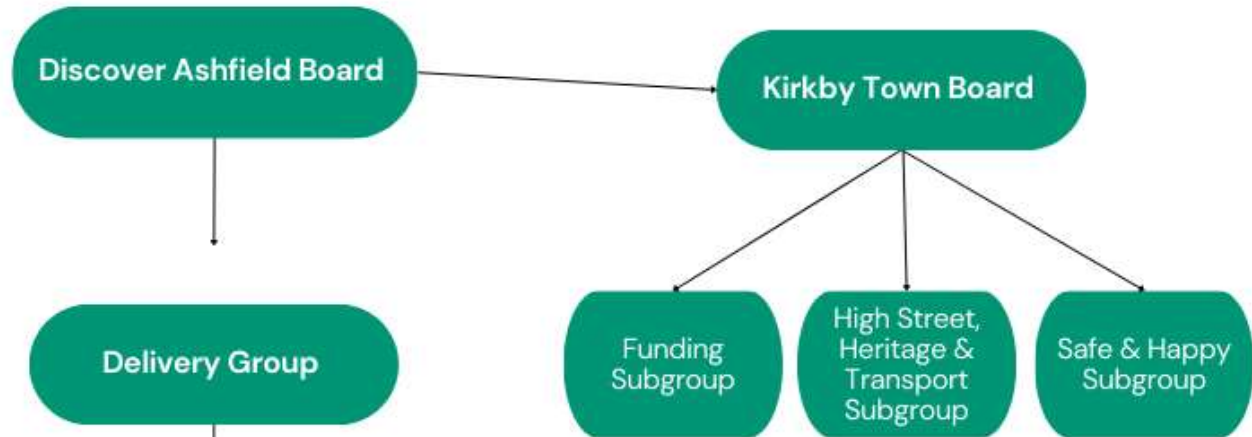 Discover Ashfield Board
Kirkby Town Board
Delivery Group
Funding
Subgroup
High Street,
Heritage &
Transport
Subgroup
Safe & Happy
Subgroup